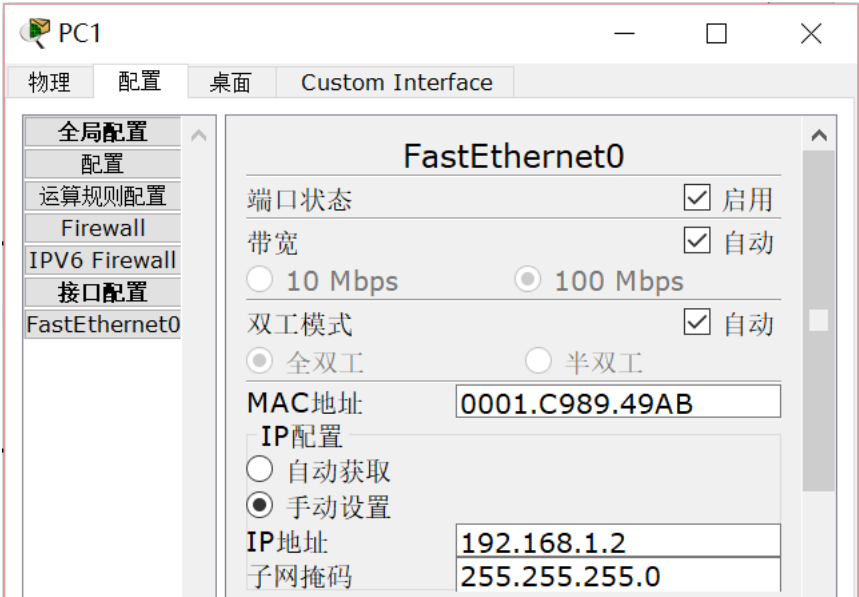 PC1
物理 配置 桌面 Custom Interface
全局配置
配置
运算规则配置
Firewall
IPV6 Firewall
接口配置
FastEthernet0
FastEthernet0
端口状态 启用
带宽 自动
10 Mbps 100 Mbps
双工模式 自动
全双工 半双工
MAC地址 0001.C989.49AB
IP配置
自动获取
手动设置
IP地址 192.168.1.2
子网掩码 255.255.255.0